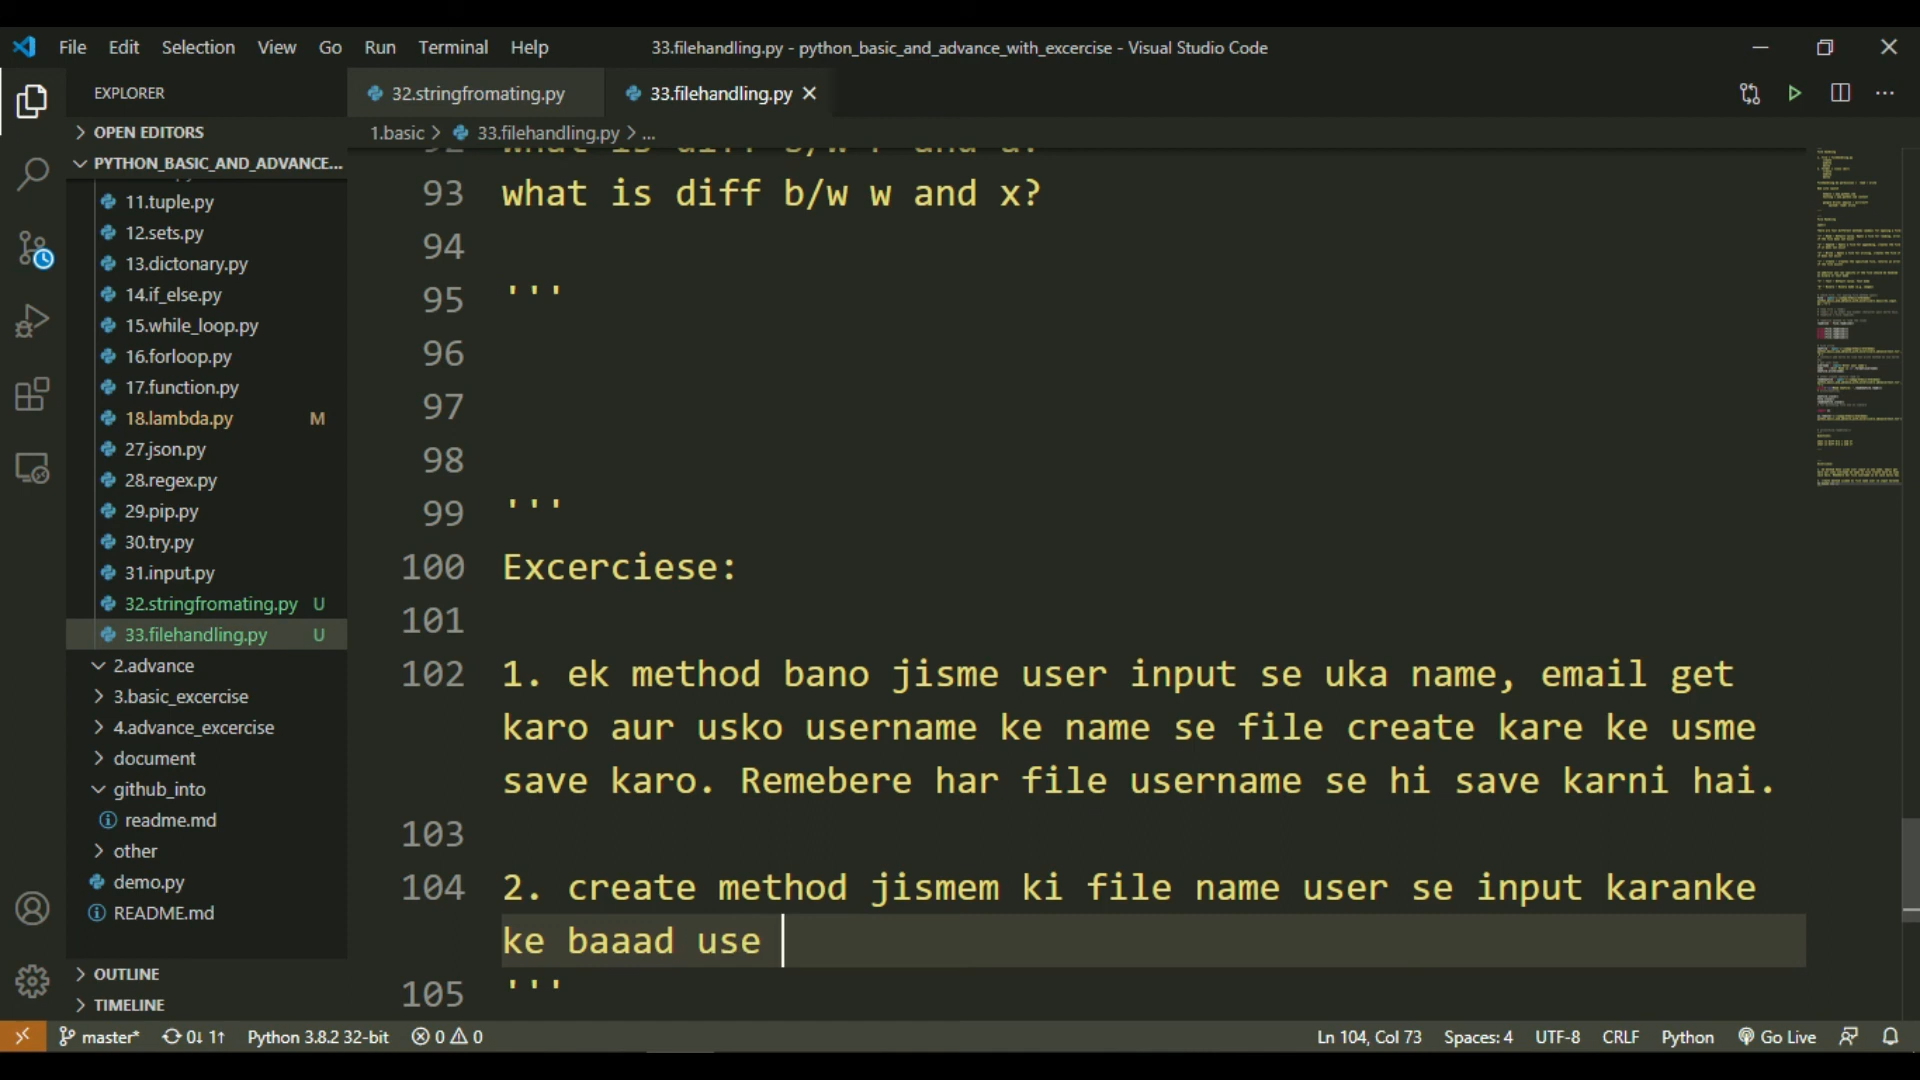 File Edit Selection View Go Run Terminal Help
33.filehandling.py - python_basic_and_advance_with_excercise - Visual Studio Code
EXPLORER
32.stringfromating.py
33.filehandling.py
OPEN EDITORS
1.basic > 33.filehandling.py > ...
PYTHON_BASIC_AND_ADVANCE...
11.tuple.py
12.sets.py
13.dictonary.py
14.if_else.py
15.while_loop.py
16.forloop.py
17.function.py
18.lambda.py M
27.json.py
28.regex.py
29.pip.py
30.try.py
31.input.py
32.stringfromating.py U
33.filehandling.py U
2.advance
3.basic_excercise
4.advance_excercise
document
github_into
readme.md
other
demo.py
README.md
OUTLINE
TIMELINE
93 what is diff b/w w and x?
94
95 '''
96
97
98
99 '''
100 Excerciese:
101
102 1. ek method bano jisme user input se uka name, email get
karo aur usko username ke name se file create kare ke usme
save karo. Remebere har file username se hi save karni hai.
103
104 2. create method jismem ki file name user se input karanke
ke baaad use
105 '''
master* 0↓ 1↑ Python 3.8.2 32-bit 0 0
Ln 104, Col 73 Spaces: 4 UTF-8 CRLF Python Go Live